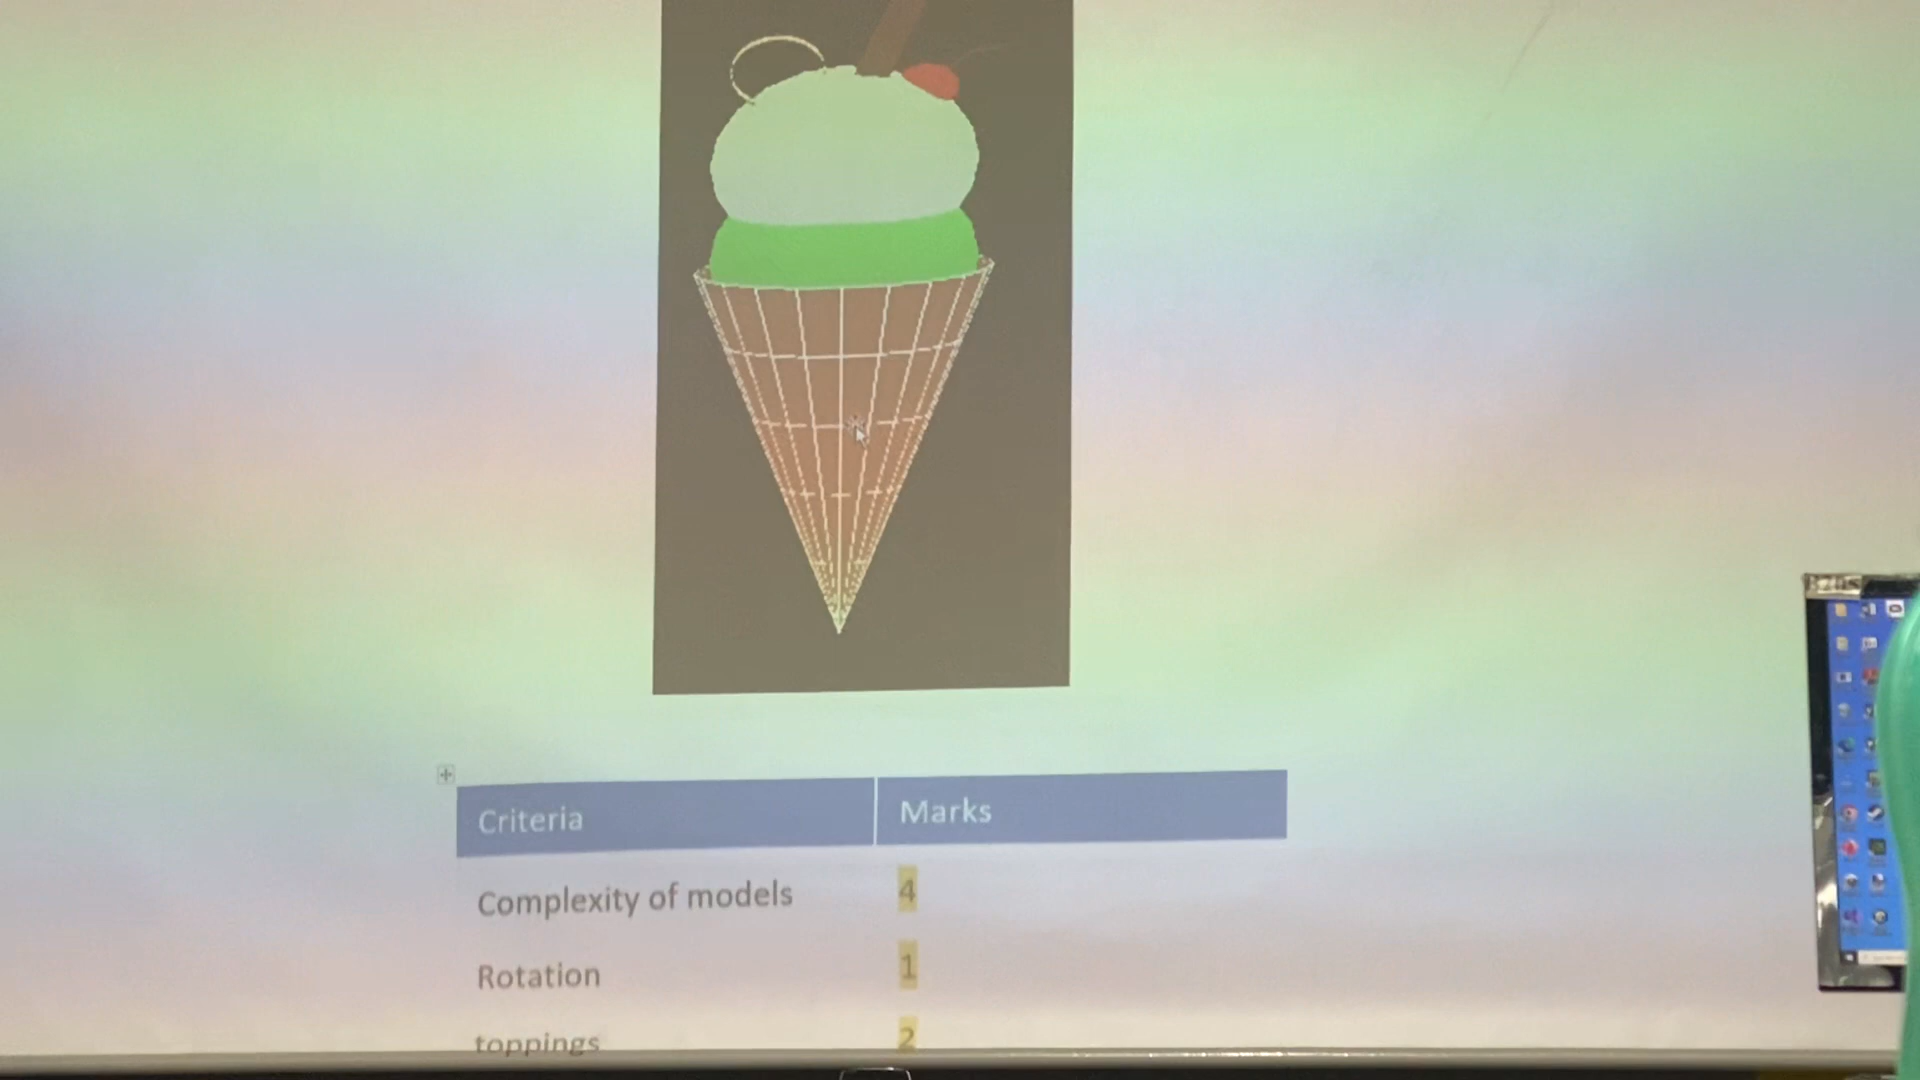 Criteria Marks
Complexity of models 4
Rotation 1
toppings 2